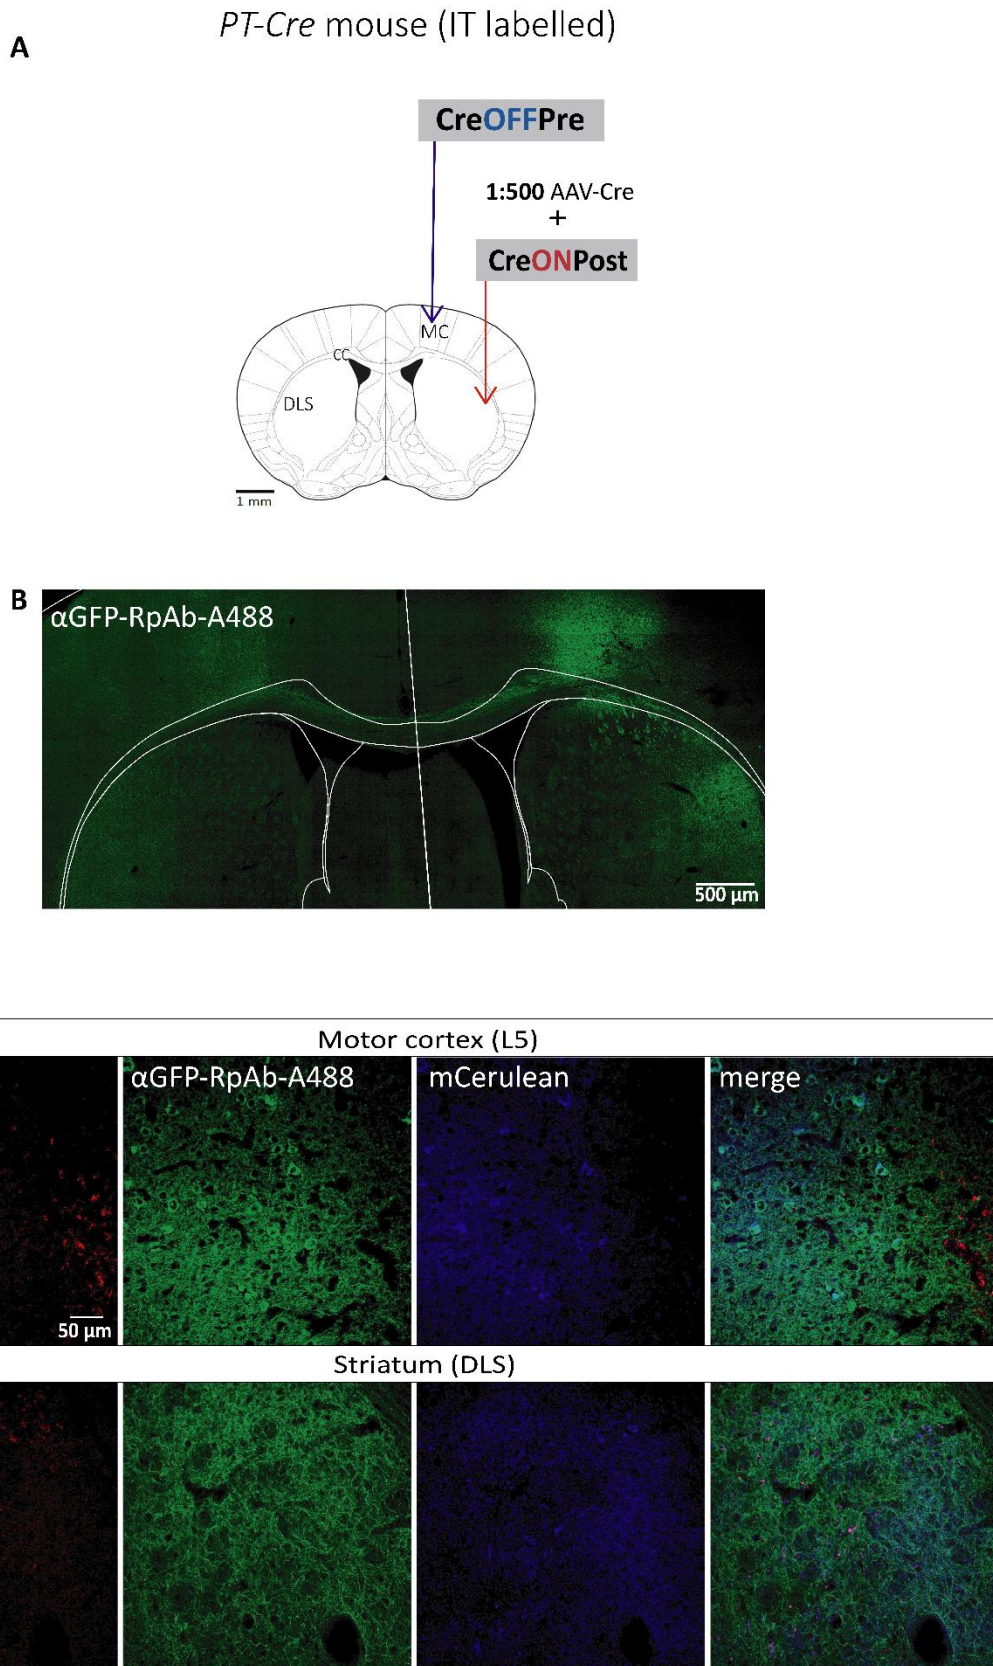 PT-Cre mouse (IT labelled)
A
CreOFFPre
1:500 AAV-Cre
+
CreONPost
MC
CC
DLS
1 mm
B
αGFP-RpAb-A488
500 µm
Motor cortex (L5)
αGFP-RpAb-A488
mCerulean
merge
50 µm
Striatum (DLS)